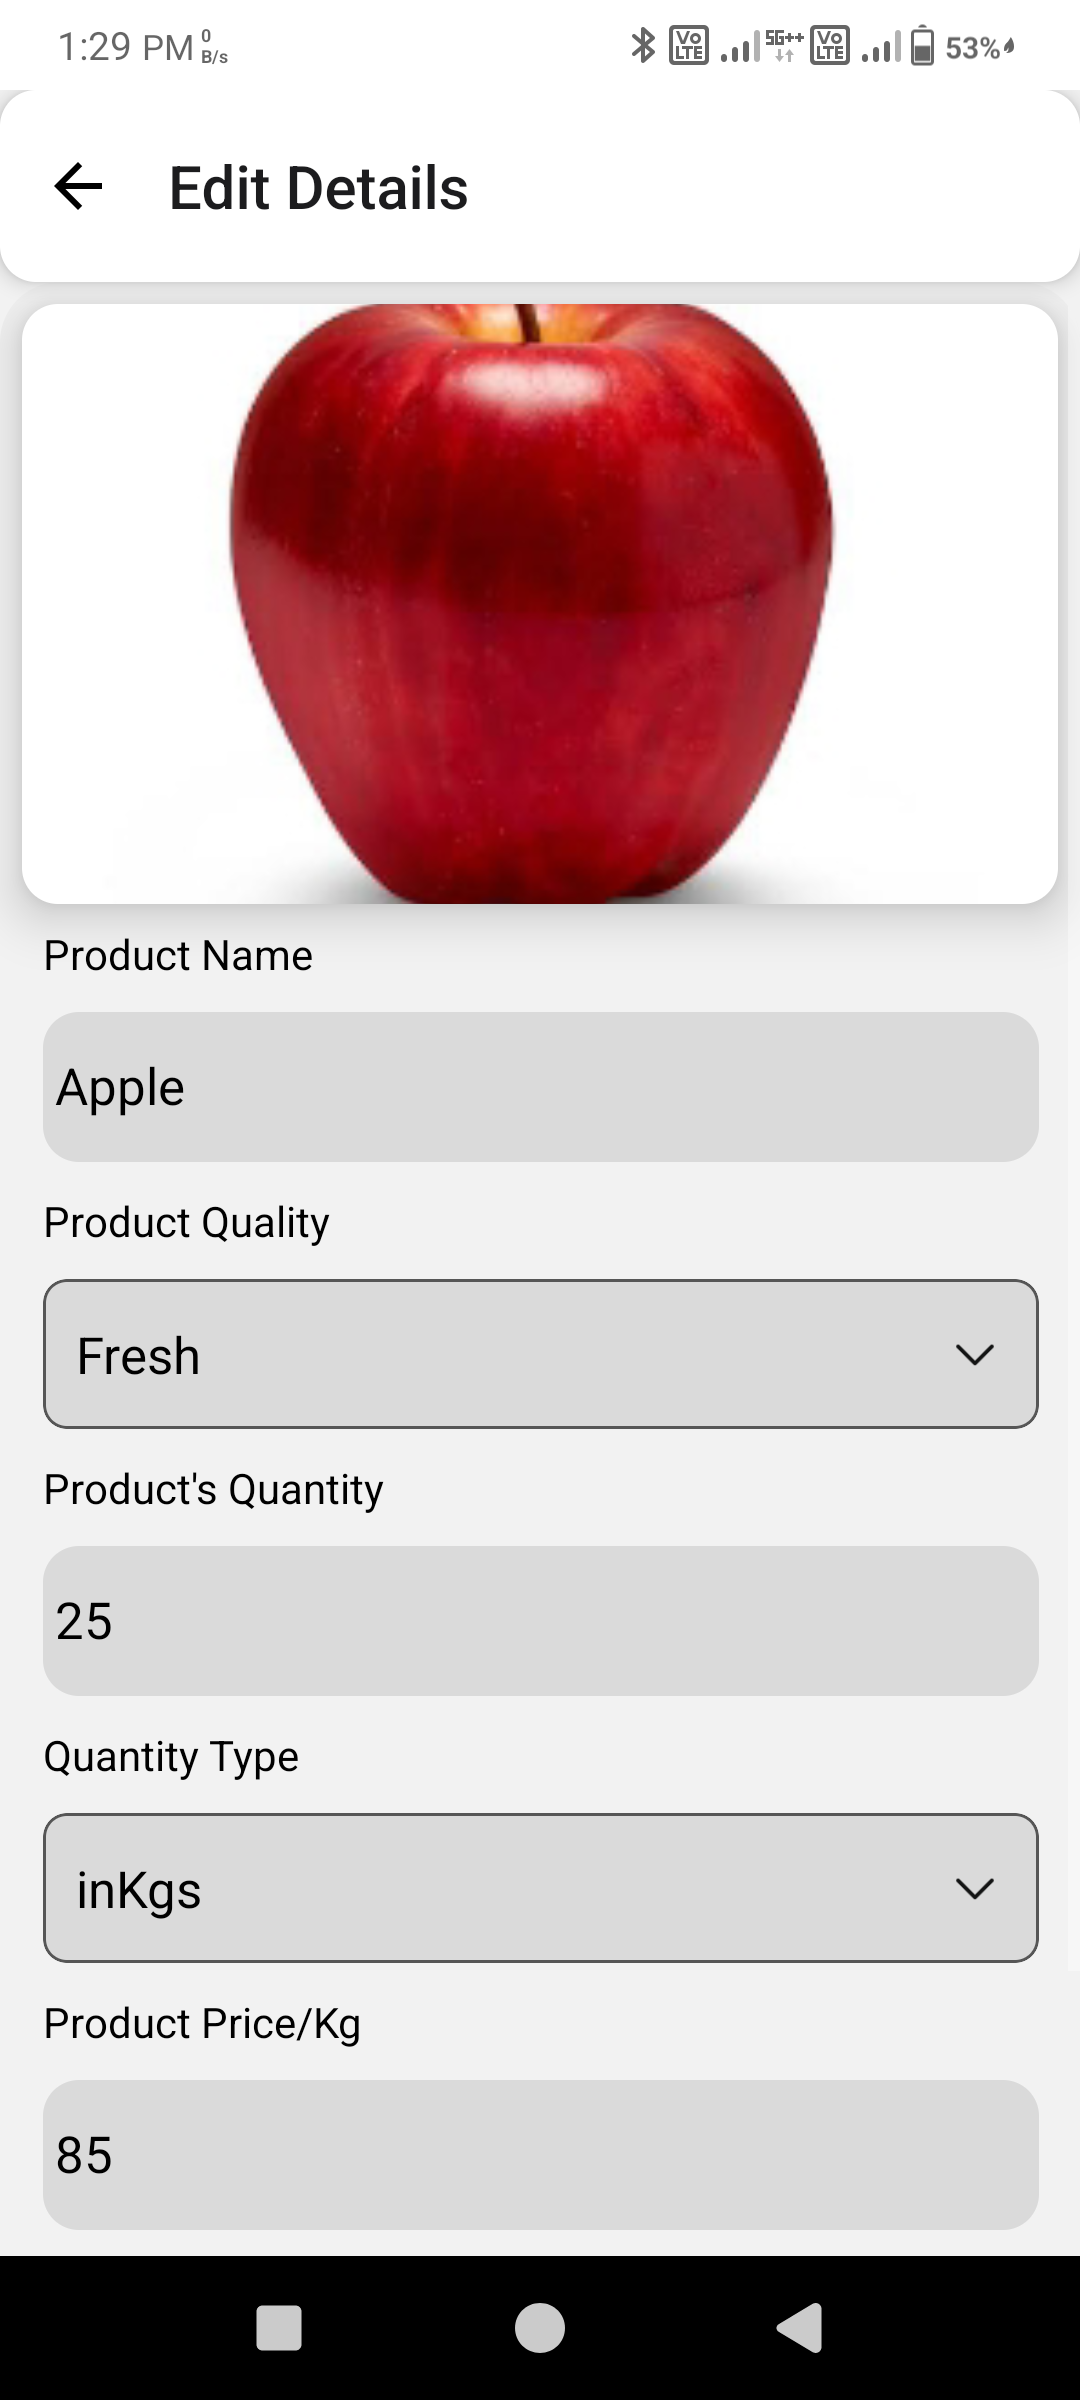 1:29 PM 0 B/s Vo LTE 5G++ Vo LTE 53%
Edit Details
Product Name
Apple
Product Quality
Fresh
Product's Quantity
25
Quantity Type
inKgs
Product Price/Kg
85